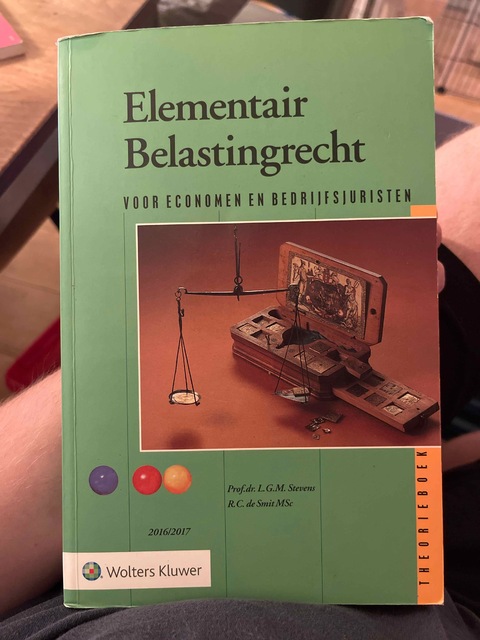 Elementair
Belastingrecht
VOOR ECONOMEN EN BEDRIJFSJURISTEN
Prof.dr. L.G.M. Stevens
R.C. de Smit MSc
2016/2017
Wolters Kluwer
THEORIEBOEK